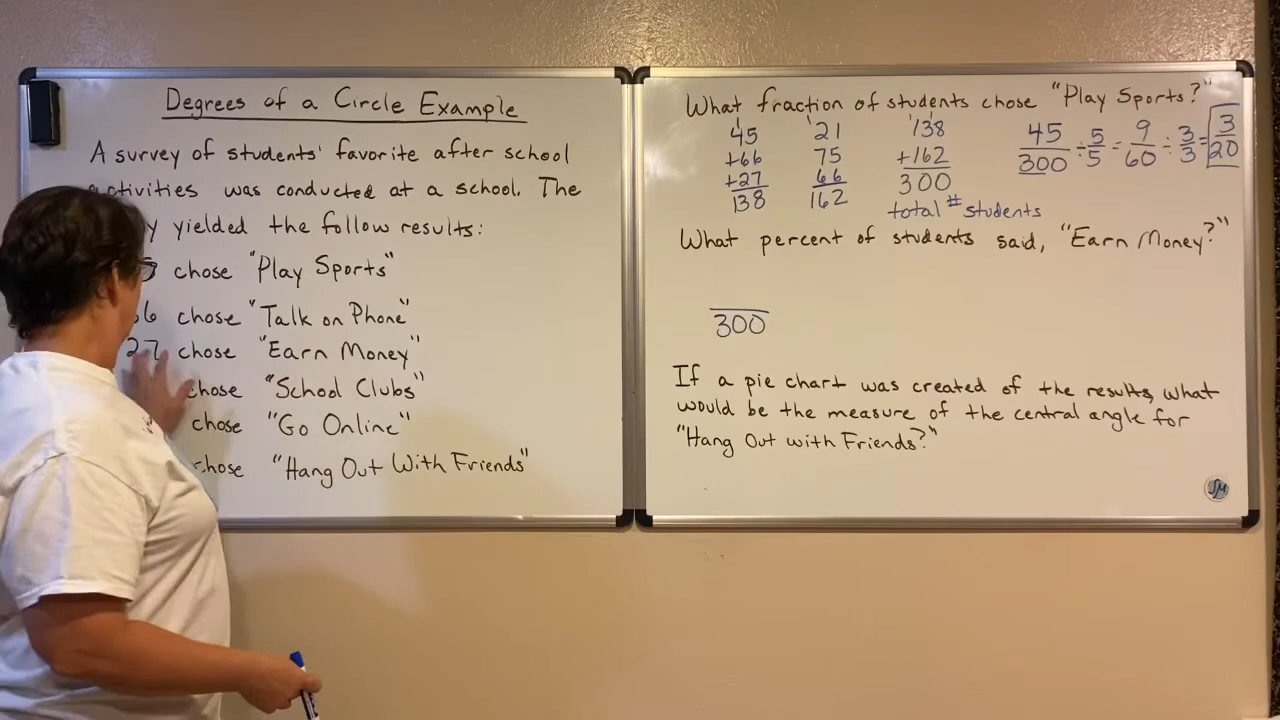 Degrees of a Circle Example
A survey of students' favorite after school
activities was conducted at a school. The
yielded the follow results:
chose "Play Sports"
chose "Talk on Phone"
27 chose "Earn Money"
chose "School Clubs"
chose "Go Online"
chose "Hang Out With Friends"
What fraction of students chose "Play Sports?"
45 21 138 45/300 ÷ 5/5 = 9/60 ÷ 3/3 = 3/20
+66 75 +162
+27 66 300
138 162
total # students
What percent of students said, "Earn Money?"
300
If a pie chart was created of the results, what
would be the measure of the central angle for
"Hang Out with Friends?"
SM